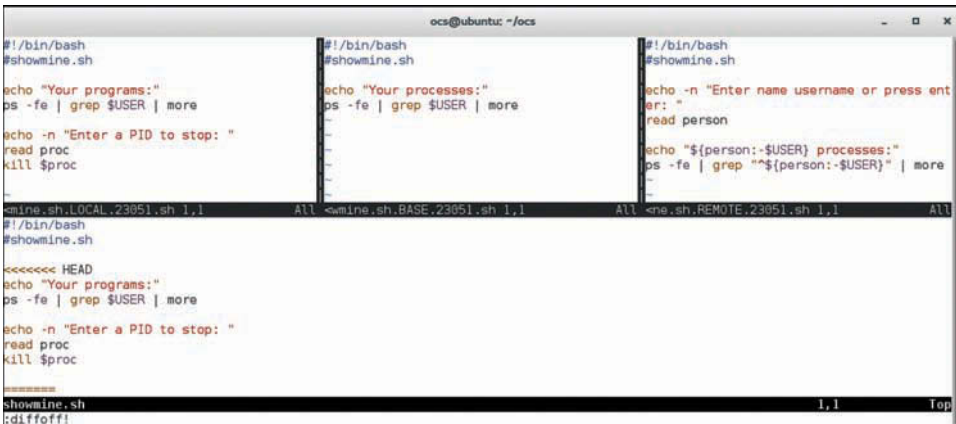 ocs@ubuntu: ~/ocs
#!/bin/bash
#showmine.sh
echo "Your programs:"
ps -fe | grep $USER | more
echo -n "Enter a PID to stop: "
read proc
kill $proc
~
<mine.sh.LOCAL.23051.sh 1,1 All
#!/bin/bash
#showmine.sh
echo "Your processes:"
ps -fe | grep $USER | more
~
~
~
~
~
~
<wmine.sh.BASE.23051.sh 1,1 All
#!/bin/bash
#showmine.sh
echo -n "Enter name username or press ent
er: "
read person
echo "${person:-$USER} processes:"
ps -fe | grep "^${person:-$USER}" | more
~
<ne.sh.REMOTE.23051.sh 1,1 All
#!/bin/bash
#showmine.sh
<<<<<<< HEAD
echo "Your programs:"
ps -fe | grep $USER | more
echo -n "Enter a PID to stop: "
read proc
kill $proc
=======
showmine.sh 1,1 Top
:diffoff!